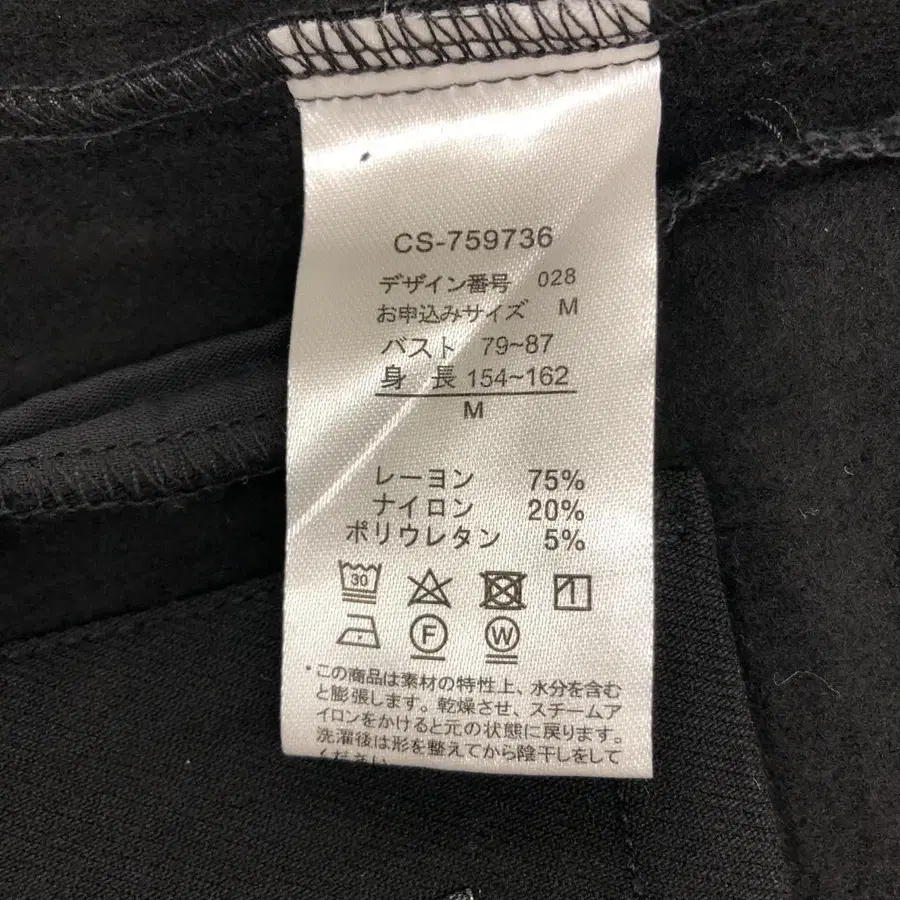 CS-759736
デザイン番号 028
お申込みサイズ M
バスト 79~87
身 長 154~162
M
レーヨン 75%
ナイロン 20%
ポリウレタン 5%
30
F W
・この商品は素材の特性上、水分を含む
と膨張します。乾燥させ、スチームア
イロンをかけると元の状態に戻ります。
洗濯後は形を整えてから陰干しをして
ください。